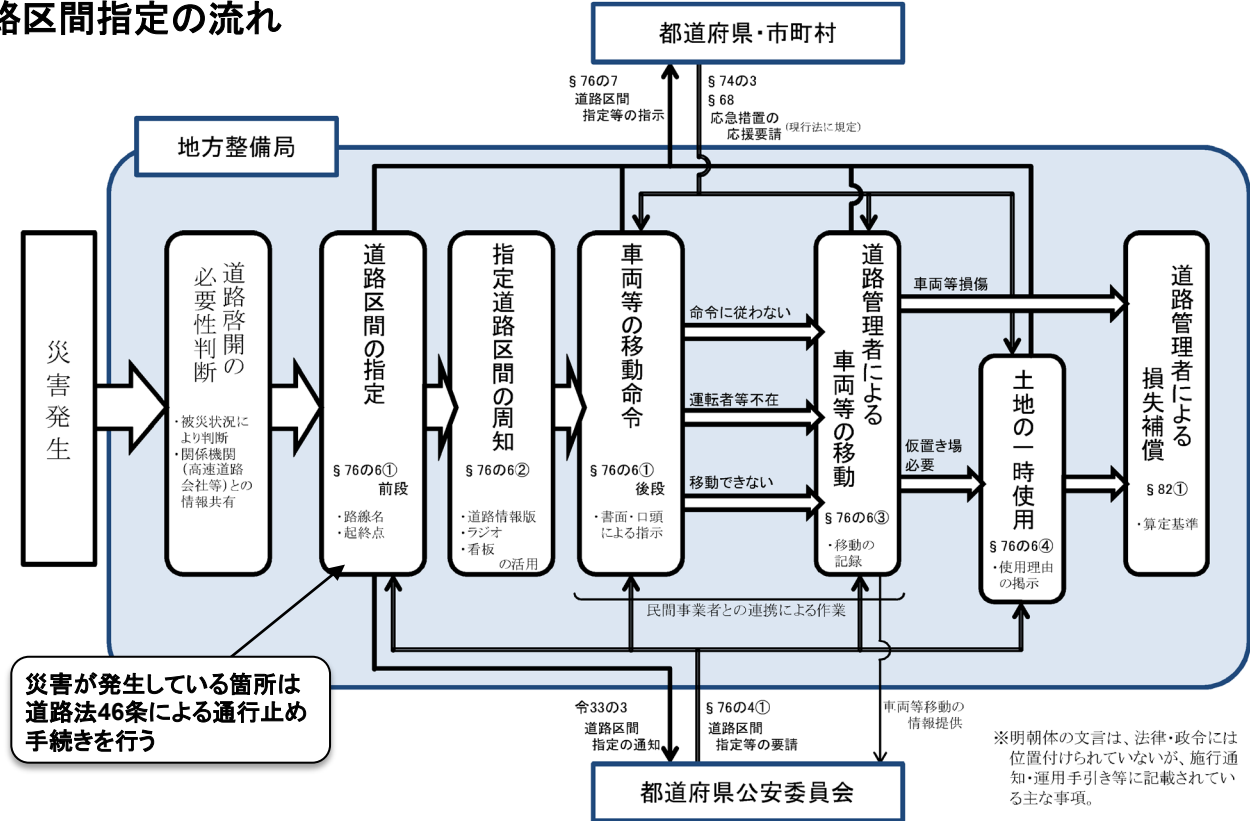 路区間指定の流れ
都道府県・市町村
§76の7
道路区間
指定等の指示
§74の3
§68
応急措置の
応援要請
(現行法に規定)
地方整備局
災害発生
道路啓開の
必要性判断
・被災状況に
より判断
・関係機関
(高速道路
会社等)との
情報共有
道路区間の指定
§76の6①
前段
・路線名
・起終点
指定道路区間の周知
§76の6②
・道路情報版
・ラジオ
・看板
の活用
車両等の移動命令
§76の6①
後段
・書面・口頭
による指示
命令に従わない
運転者等不在
移動できない
道路管理者による
車両等の移動
§76の6③
・移動の
記録
車両等損傷
仮置き場
必要
土地の一時使用
§76の6④
・使用理由
の掲示
道路管理者による
損失補償
§82①
・算定基準
民間事業者との連携による作業
災害が発生している箇所は
道路法46条による通行止め
手続きを行う
令33の3
道路区間
指定の通知
§76の4①
道路区間
指定等の要請
車両等移動の
情報提供
都道府県公安委員会
※明朝体の文言は、法律・政令には
位置付けられていないが、施行通
知・運用手引き等に記載されてい
る主な事項。